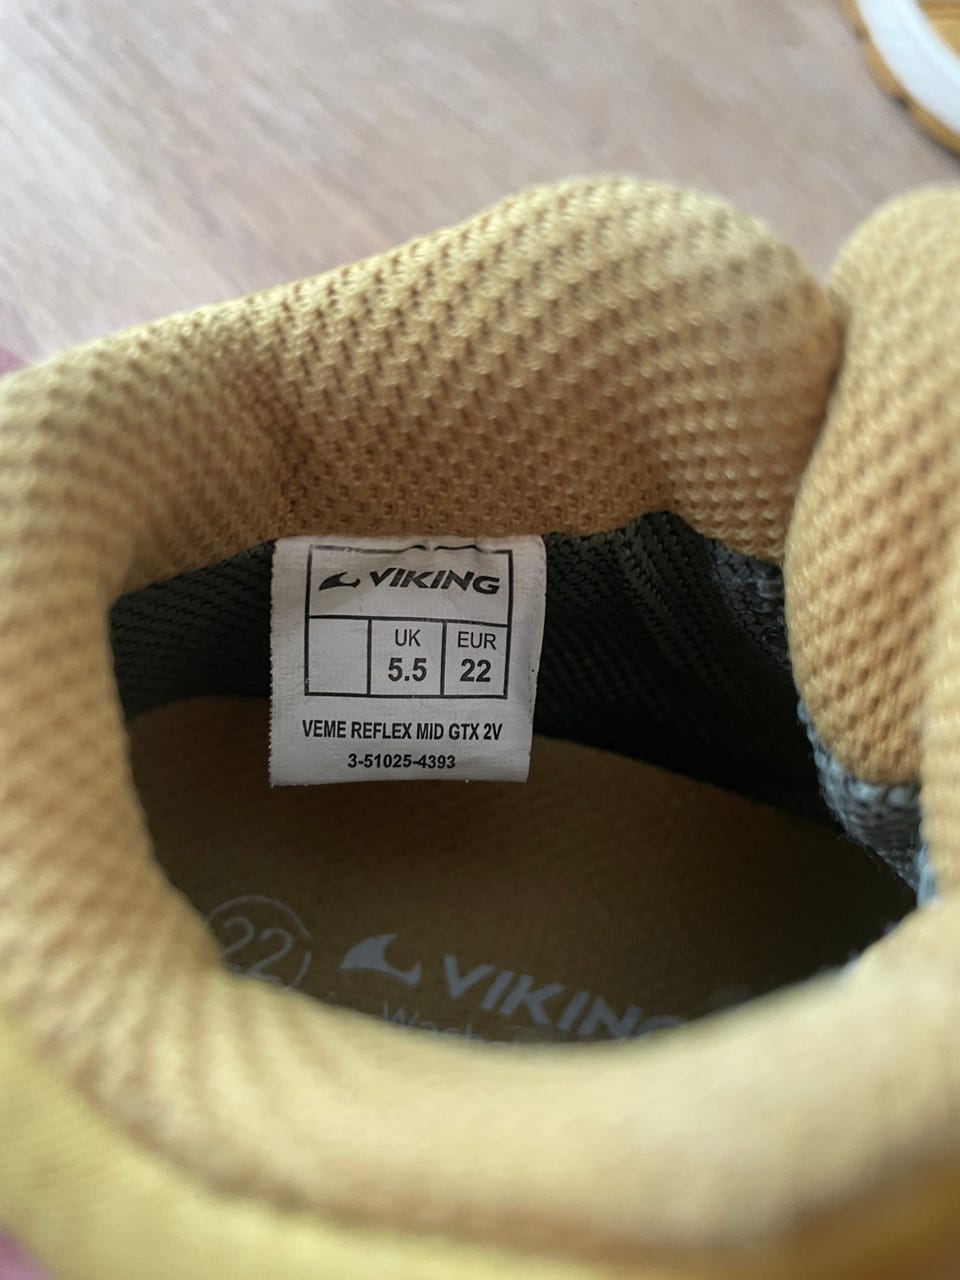 VIKING
UK EUR
5.5 22
VEME REFLEX MID GTX 2V
3-51025-4393
22 VIKING